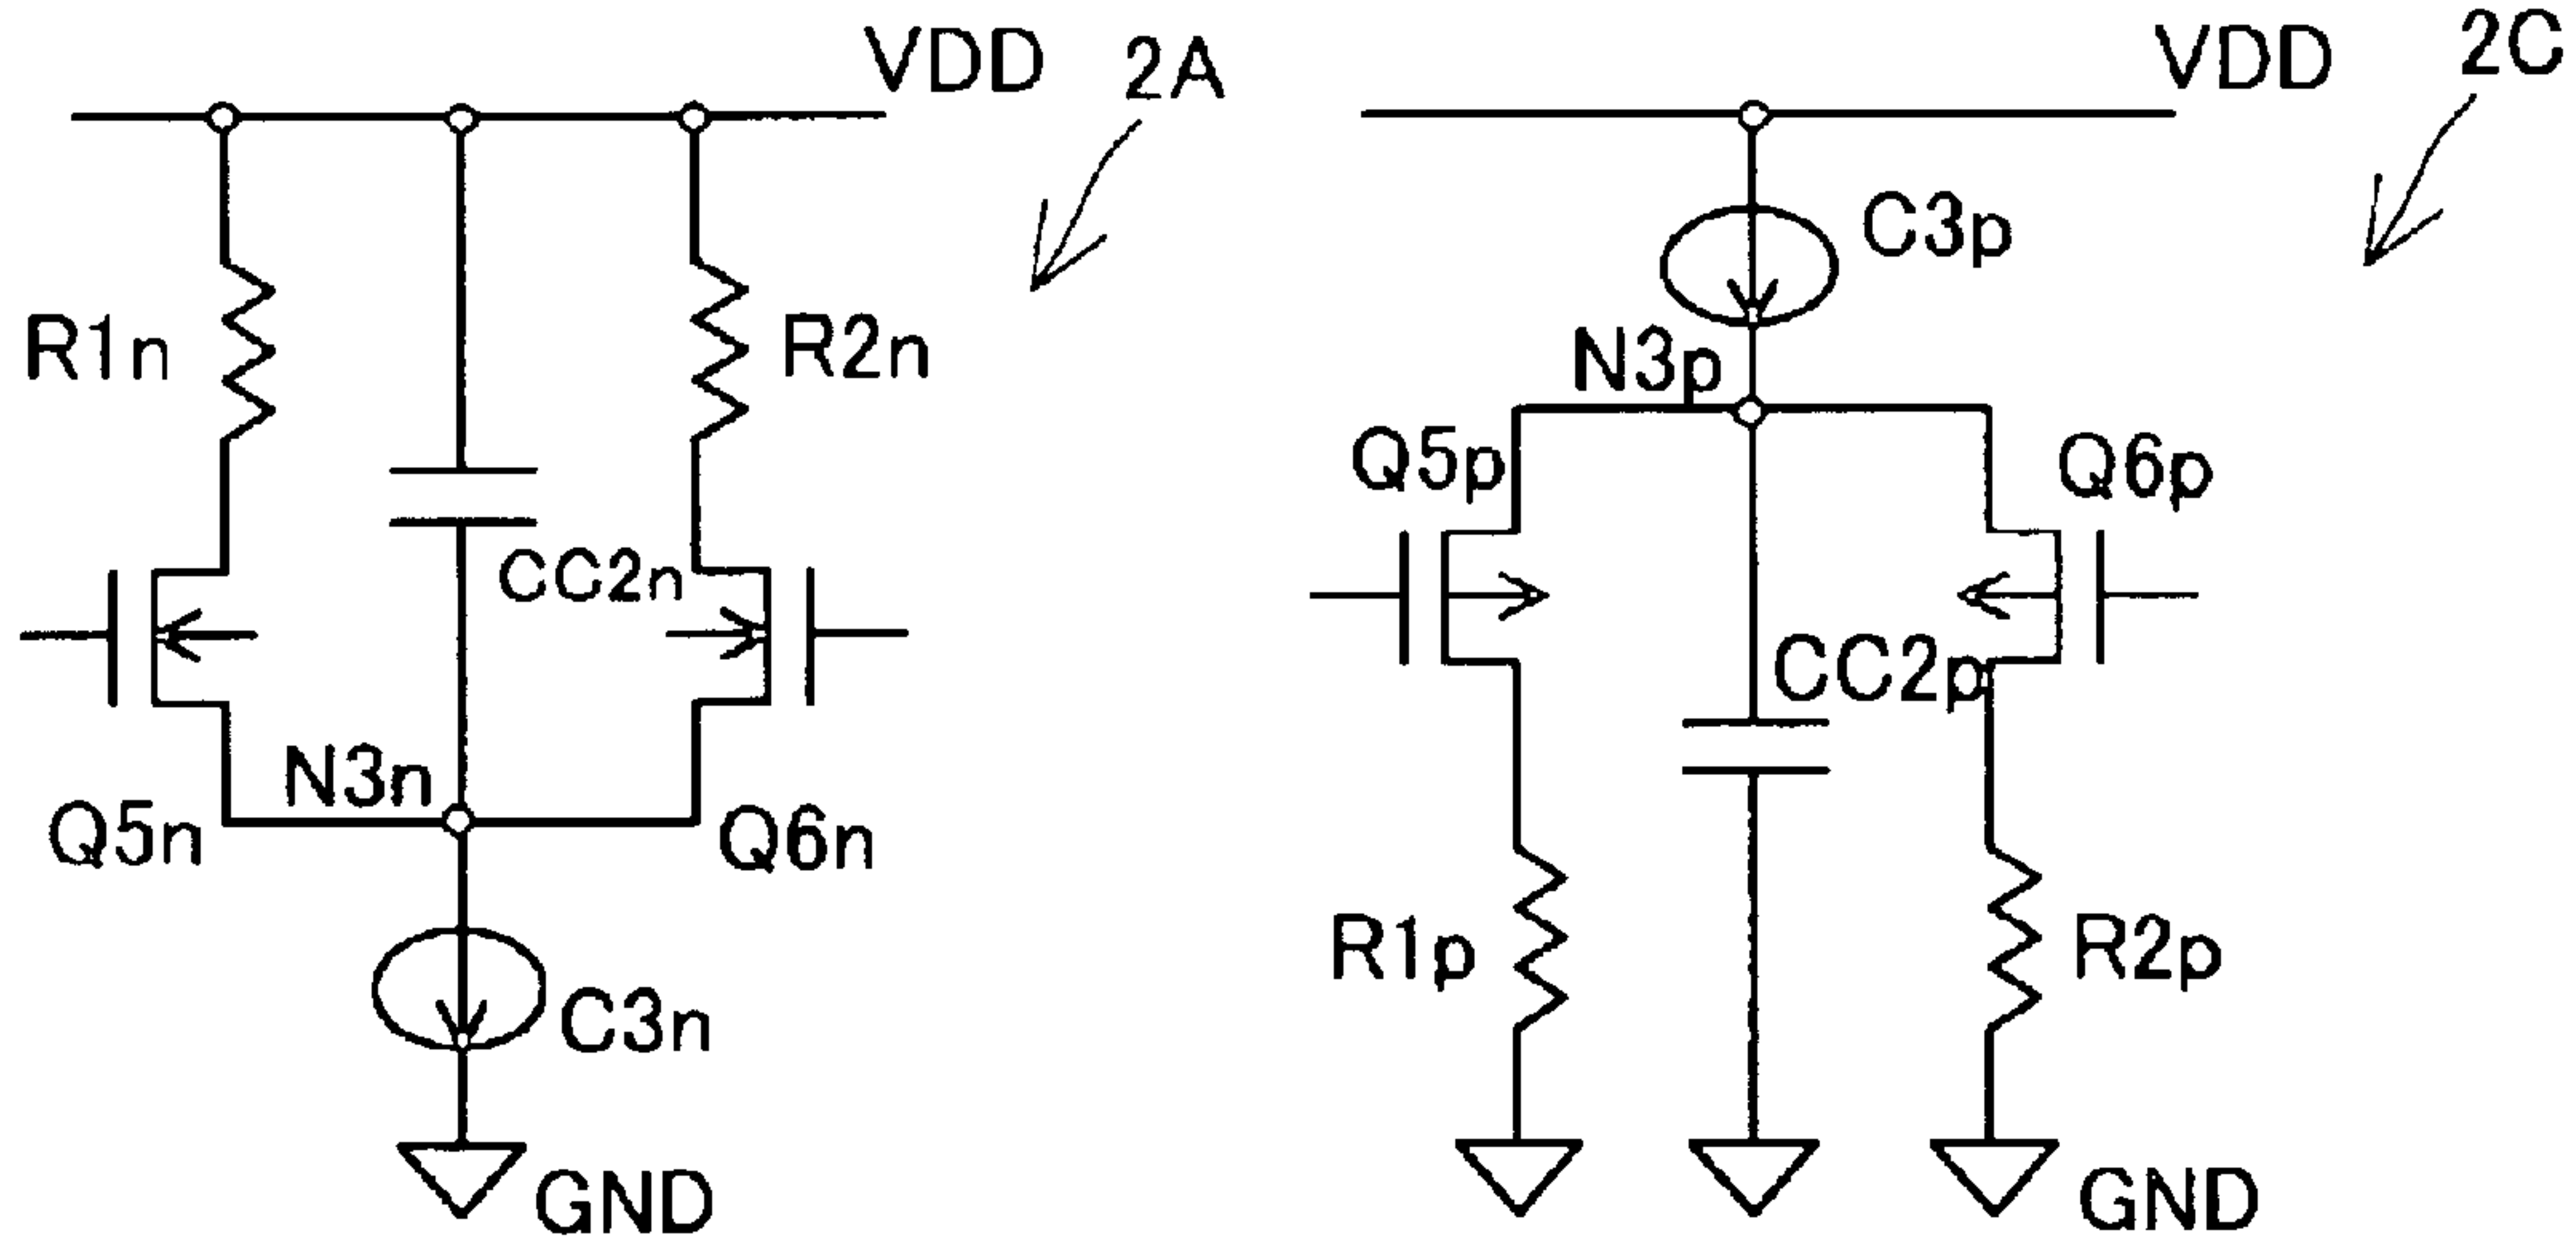 VDD
2A
R1n
R2n
CC2n
N3n
Q5n
Q6n
C3n
GND
VDD
2C
C3p
N3p
Q5p
Q6p
CC2p
R1p
R2p
GND